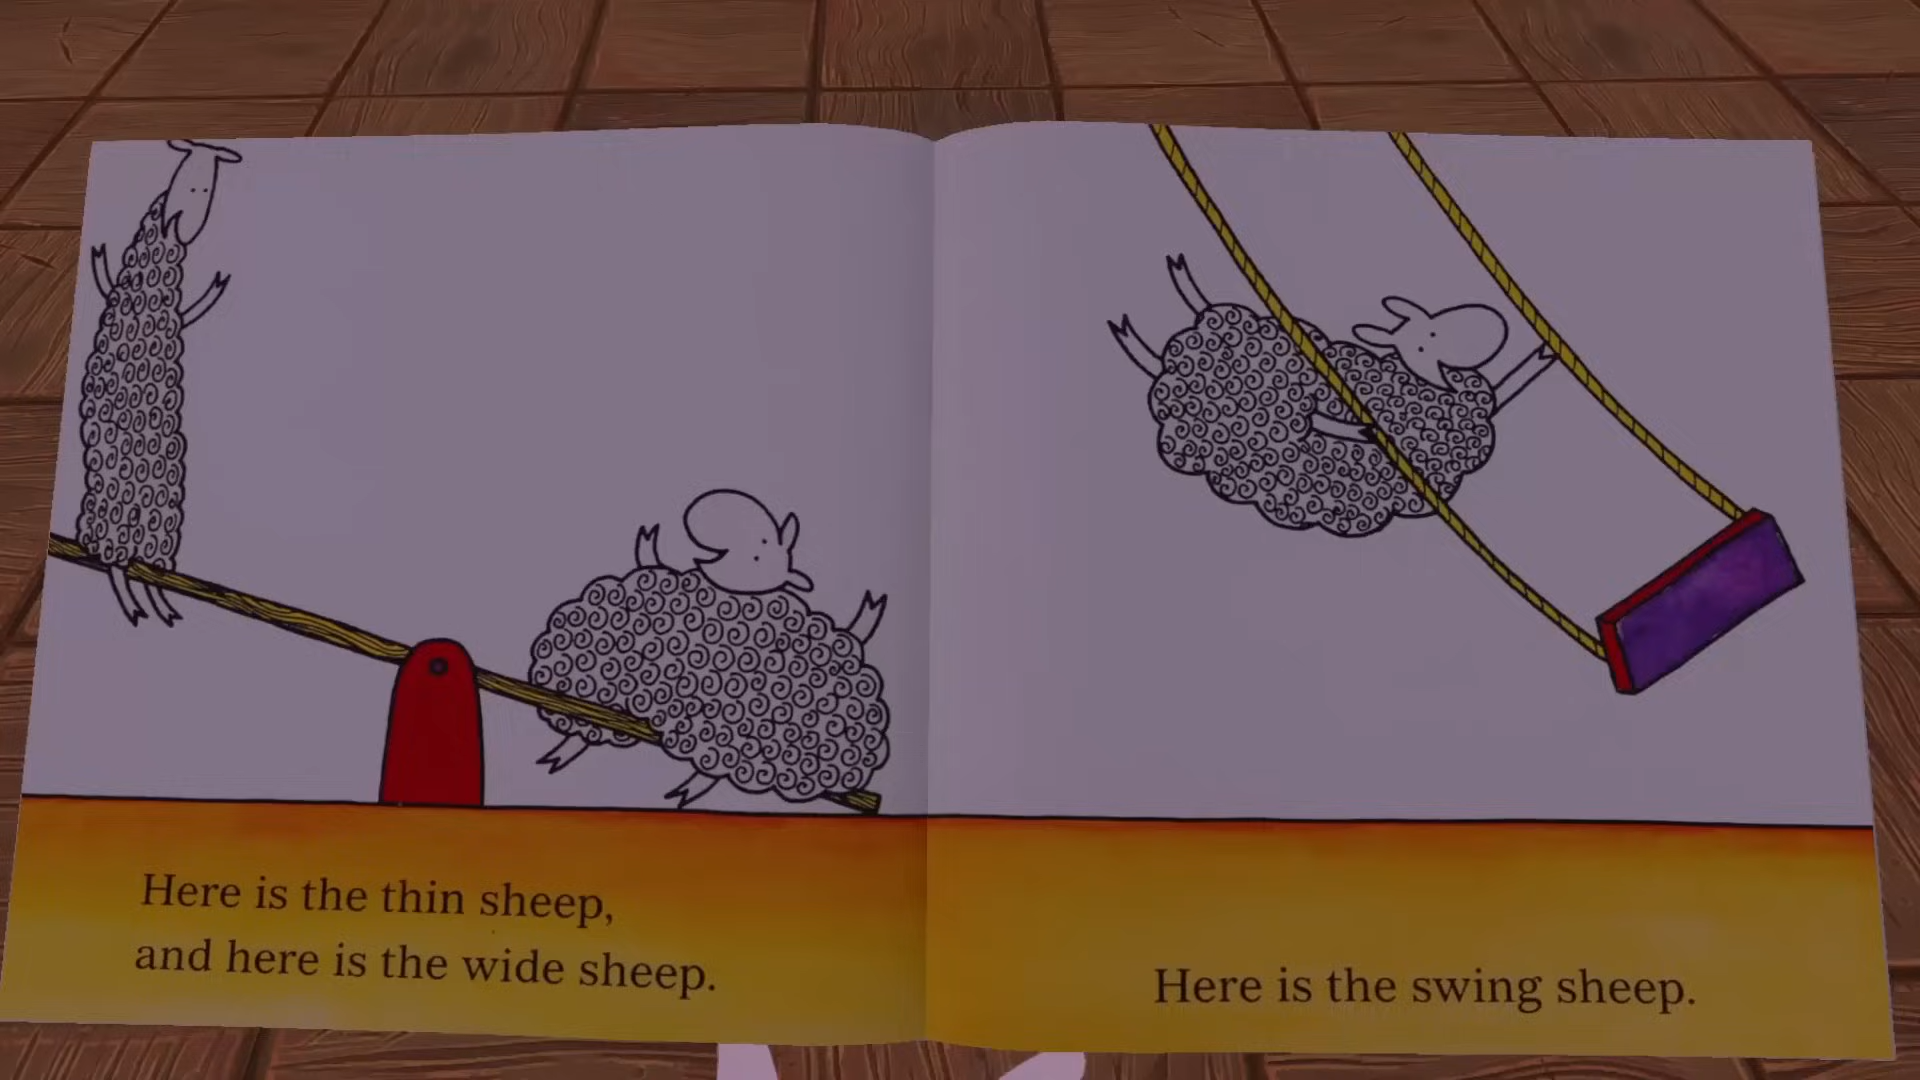 Here is the thin sheep,
and here is the wide sheep.
Here is the swing sheep.